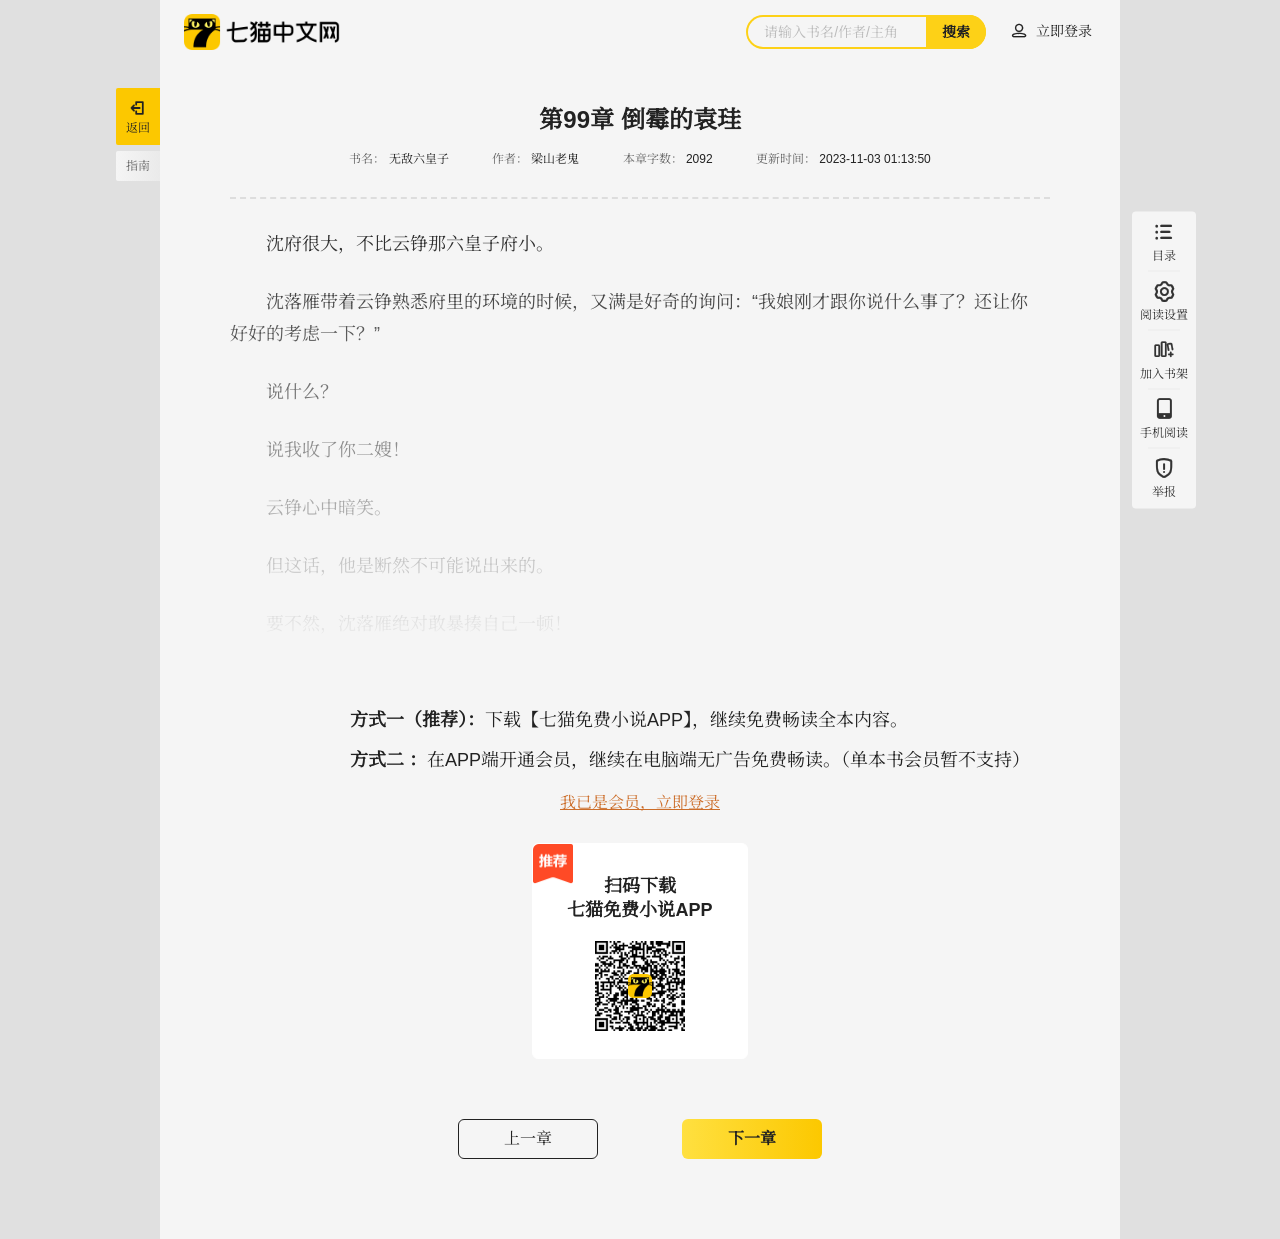 七猫中文网
请输入书名/作者/主角
搜索
立即登录
返回
指南
第99章 倒霉的袁珪
书名： 无敌六皇子 作者： 梁山老鬼 本章字数： 2092 更新时间： 2023-11-03 01:13:50
沈府很大，不比云铮那六皇子府小。
沈落雁带着云铮熟悉府里的环境的时候，又满是好奇的询问：“我娘刚才跟你说什么事了？还让你
好好的考虑一下？”
说什么？
说我收了你二嫂！
云铮心中暗笑。
但这话，他是断然不可能说出来的。
要不然，沈落雁绝对敢暴揍自己一顿！
目录
阅读设置
加入书架
手机阅读
举报
方式一（推荐）：下载【七猫免费小说APP】，继续免费畅读全本内容。
方式二 ：在APP端开通会员，继续在电脑端无广告免费畅读。（单本书会员暂不支持）
我已是会员，立即登录
推荐
扫码下载
七猫免费小说APP
上一章
下一章